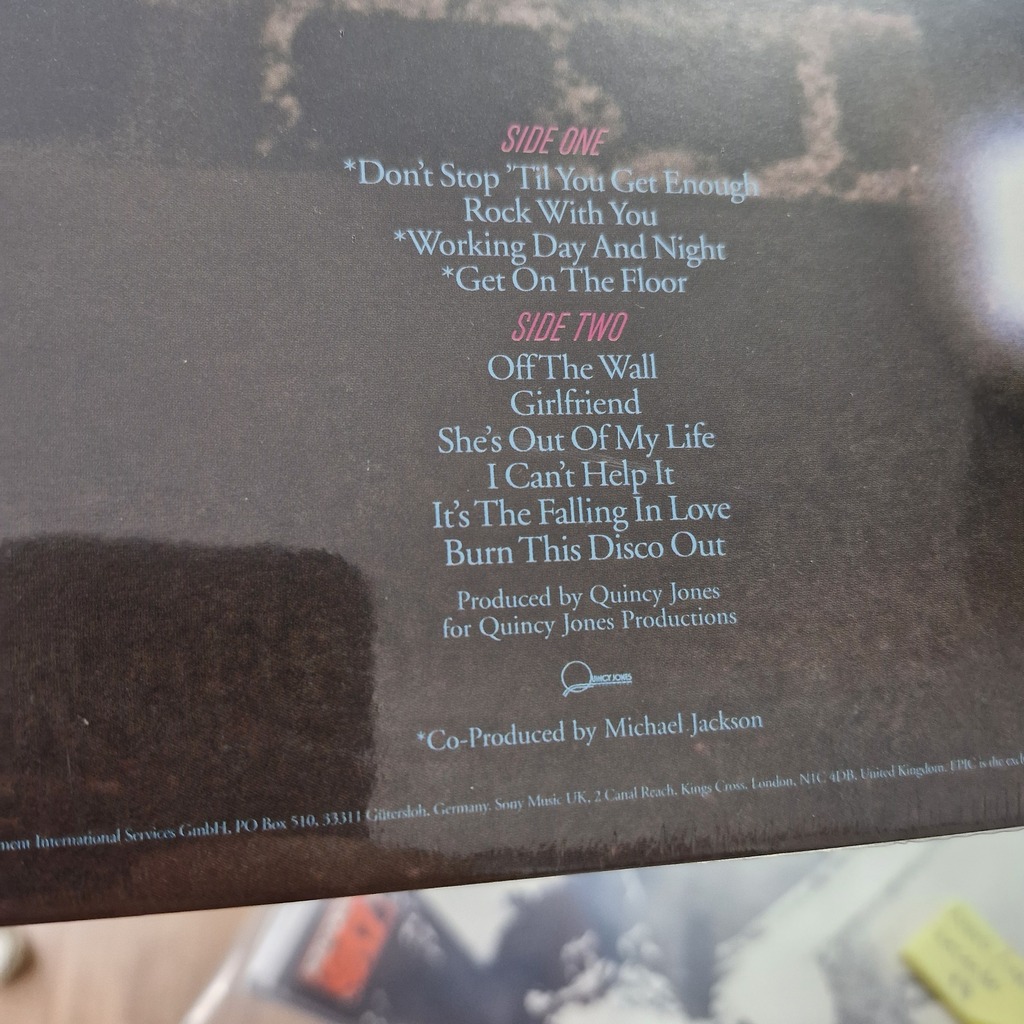 SIDE ONE
*Don't Stop 'Til You Get Enough
Rock With You
*Working Day And Night
*Get On The Floor
SIDE TWO
Off The Wall
Girlfriend
She's Out Of My Life
I Can't Help It
It's The Falling In Love
Burn This Disco Out
Produced by Quincy Jones
for Quincy Jones Productions
QUINCY JONES
*Co-Produced by Michael Jackson
International Services GmbH, PO Box 510, 33311 Gütersloh, Germany. Sony Music UK, 2 Canal Reach, Kings Cross, London, N1C 4DB, United Kingdom. EPIC is the